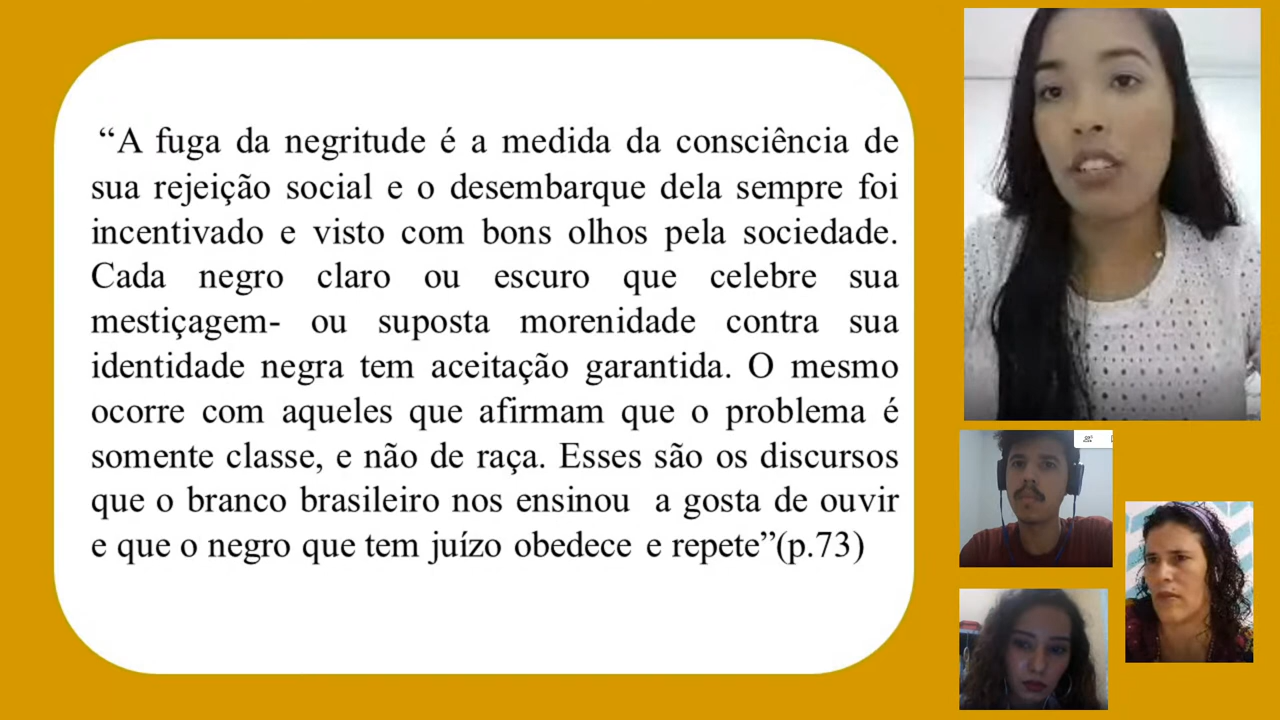 “A fuga da negritude é a medida da consciência de
sua rejeição social e o desembarque dela sempre foi
incentivado e visto com bons olhos pela sociedade.
Cada negro claro ou escuro que celebre sua
mestiçagem- ou suposta morenidade contra sua
identidade negra tem aceitação garantida. O mesmo
ocorre com aqueles que afirmam que o problema é
somente classe, e não de raça. Esses são os discursos
que o branco brasileiro nos ensinou a gosta de ouvir
e que o negro que tem juízo obedece e repete”(p.73)